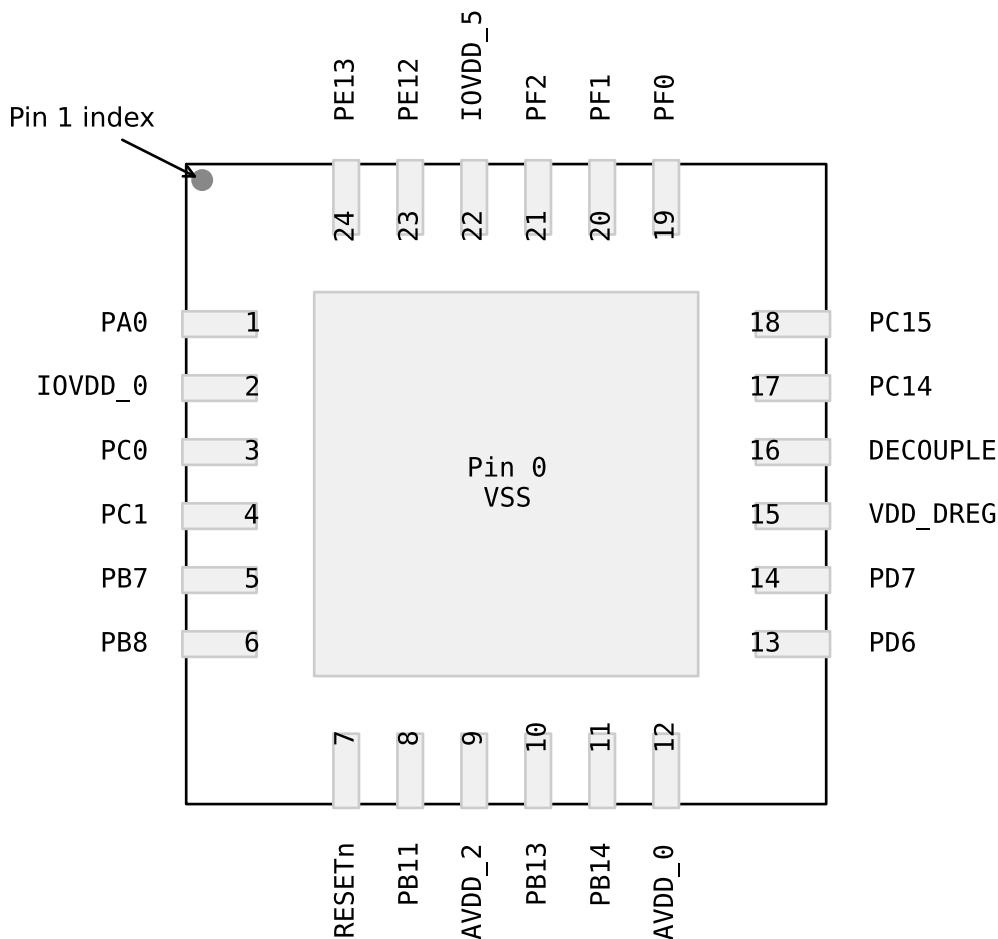 PE13
PE12
IOVDD_5
PF2
PF1
PF0
Pin 1 index
24
23
22
21
20
19
PA0 1
18 PC15
IOVDD_0 2
17 PC14
PC0 3
16 DECOUPLE
Pin 0
VSS
PC1 4
15 VDD_DREG
PB7 5
14 PD7
PB8 6
13 PD6
7
8
9
10
11
12
RESETn
PB11
AVDD_2
PB13
PB14
AVDD_0